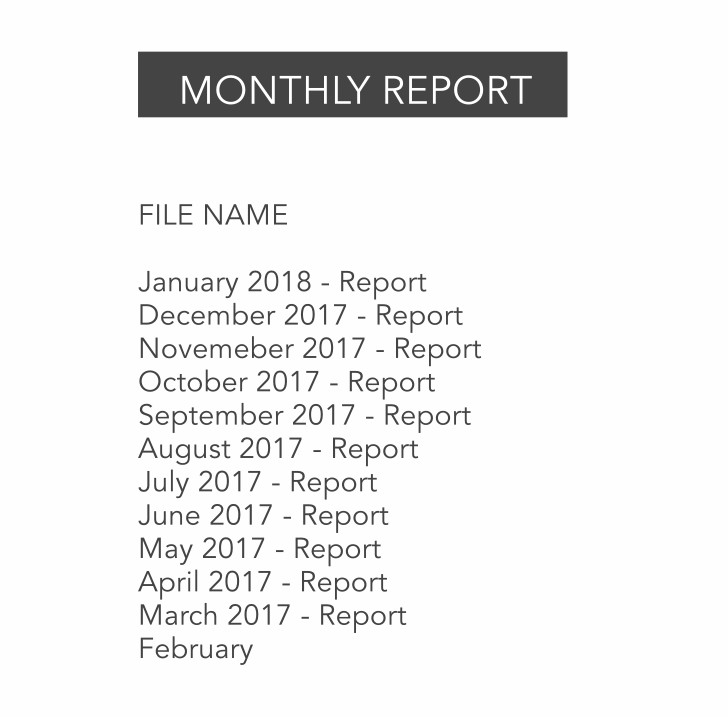 MONTHLY REPORT
FILE NAME
January 2018 - Report
December 2017 - Report
Novemeber 2017 - Report
October 2017 - Report
September 2017 - Report
August 2017 - Report
July 2017 - Report
June 2017 - Report
May 2017 - Report
April 2017 - Report
March 2017 - Report
February